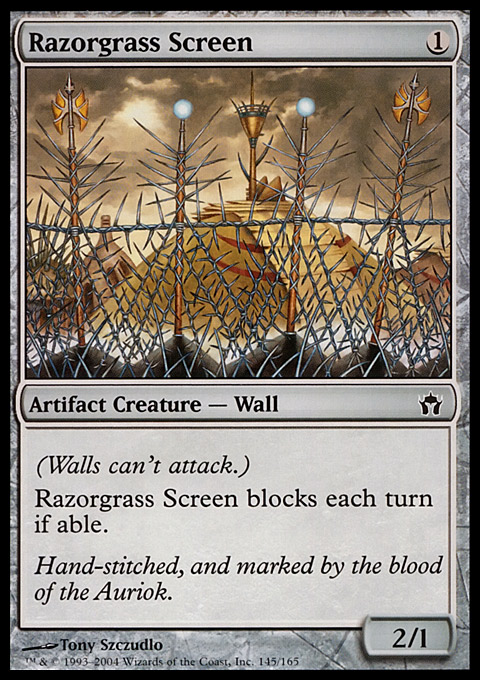 Razorgrass Screen 1
Artifact Creature — Wall
(Walls can't attack.)
Razorgrass Screen blocks each turn
if able.
Hand-stitched, and marked by the blood
of the Auriok.
Tony Szczudlo
2/1
™ & © 1993-2004 Wizards of the Coast, Inc. 145/165